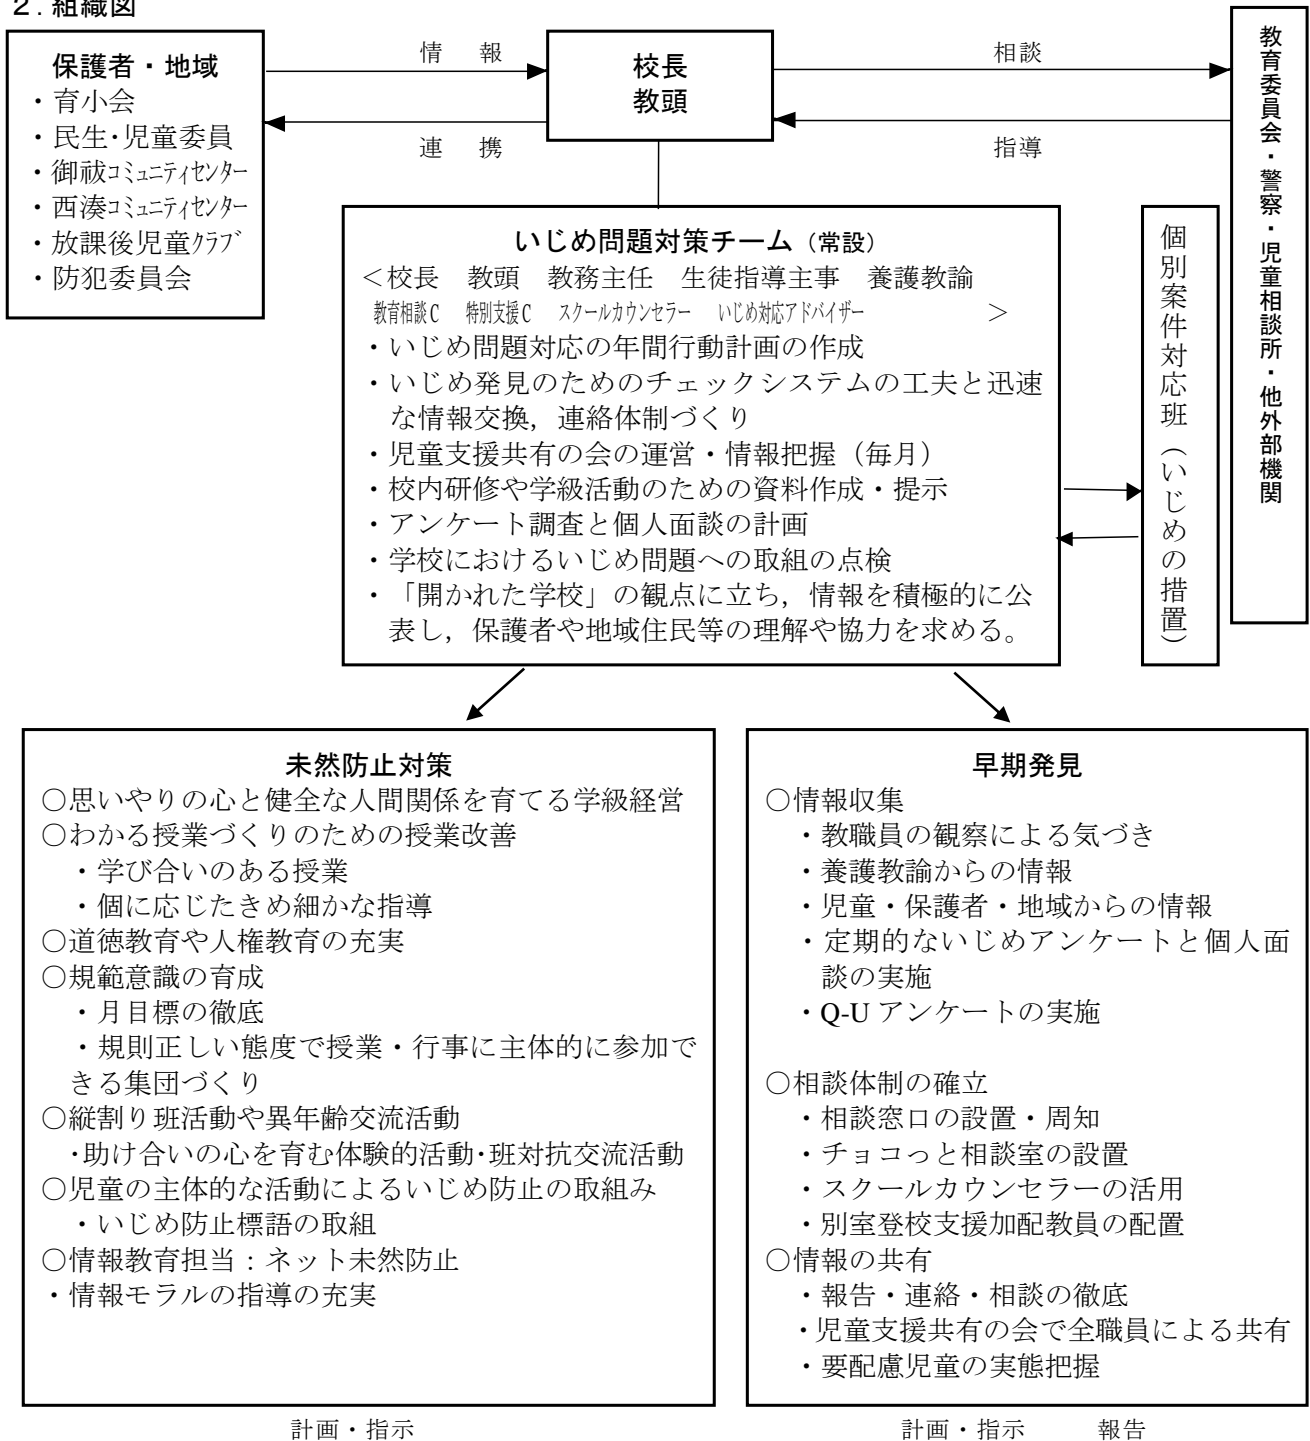 ２．組織図
保護者・地域
・育小会
・民生・児童委員
・御祓コミュニティセンター
・西湊コミュニティセンター
・放課後児童クラブ
・防犯委員会
情　報
連　携
校長
教頭
相談
指導
教育委員会・警察・児童相談所・他外部機関
いじめ問題対策チーム（常設）
＜校長　教頭　教務主任　生徒指導主事　養護教諭
教育相談C　特別支援C　スクールカウンセラー　いじめ対応アドバイザー　　　＞
・いじめ問題対応の年間行動計画の作成
・いじめ発見のためのチェックシステムの工夫と迅速
な情報交換，連絡体制づくり
・児童支援共有の会の運営・情報把握（毎月）
・校内研修や学級活動のための資料作成・提示
・アンケート調査と個人面談の計画
・学校におけるいじめ問題への取組の点検
・「開かれた学校」の観点に立ち，情報を積極的に公
表し，保護者や地域住民等の理解や協力を求める。
個別案件対応班（いじめの措置）
未然防止対策
○思いやりの心と健全な人間関係を育てる学級経営
○わかる授業づくりのための授業改善
・学び合いのある授業
・個に応じたきめ細かな指導
○道徳教育や人権教育の充実
○規範意識の育成
・月目標の徹底
・規則正しい態度で授業・行事に主体的に参加で
きる集団づくり
○縦割り班活動や異年齢交流活動
・助け合いの心を育む体験的活動・班対抗交流活動
○児童の主体的な活動によるいじめ防止の取組み
・いじめ防止標語の取組
○情報教育担当：ネット未然防止
・情報モラルの指導の充実
早期発見
○情報収集
・教職員の観察による気づき
・養護教諭からの情報
・児童・保護者・地域からの情報
・定期的ないじめアンケートと個人面
談の実施
・Q-U アンケートの実施
○相談体制の確立
・相談窓口の設置・周知
・チョコっと相談室の設置
・スクールカウンセラーの活用
・別室登校支援加配教員の配置
○情報の共有
・報告・連絡・相談の徹底
・児童支援共有の会で全職員による共有
・要配慮児童の実態把握
計画・指示
計画・指示　　報告